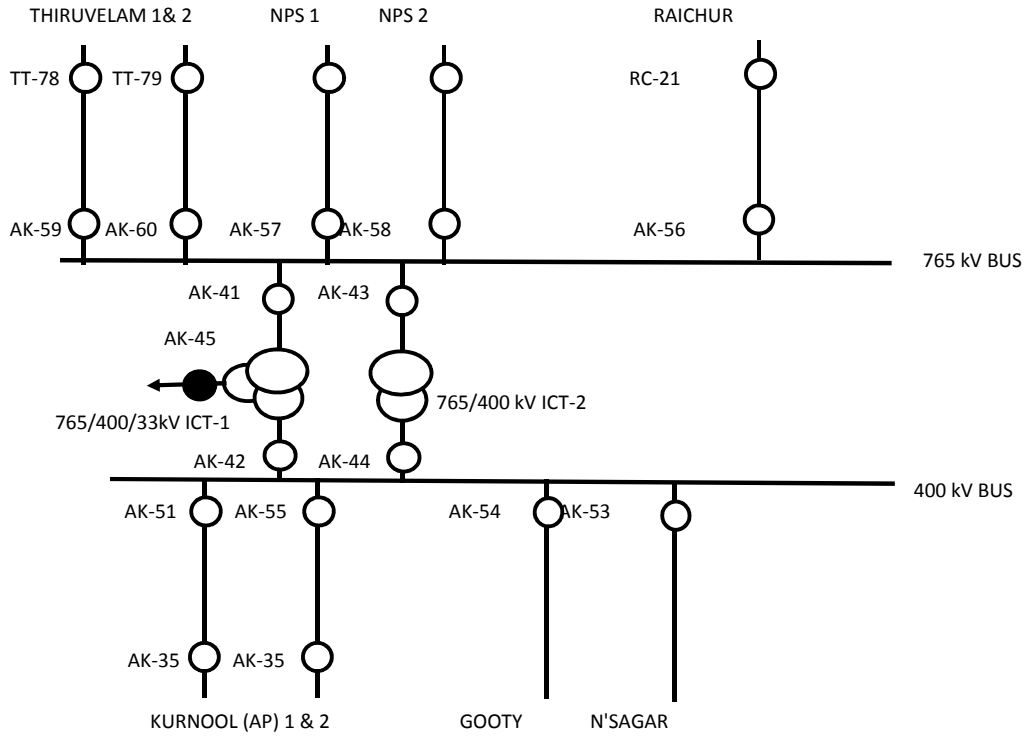 THIRUVELAM 1& 2 NPS 1 NPS 2 RAICHUR
TT-78 TT-79 RC-21
AK-59 AK-60 AK-57 AK-58 AK-56
765 kV BUS
AK-41 AK-43
AK-45
765/400 kV ICT-2
765/400/33kV ICT-1
AK-42 AK-44
400 kV BUS
AK-51 AK-55 AK-54 AK-53
AK-35 AK-35
KURNOOL (AP) 1 & 2 GOOTY N'SAGAR